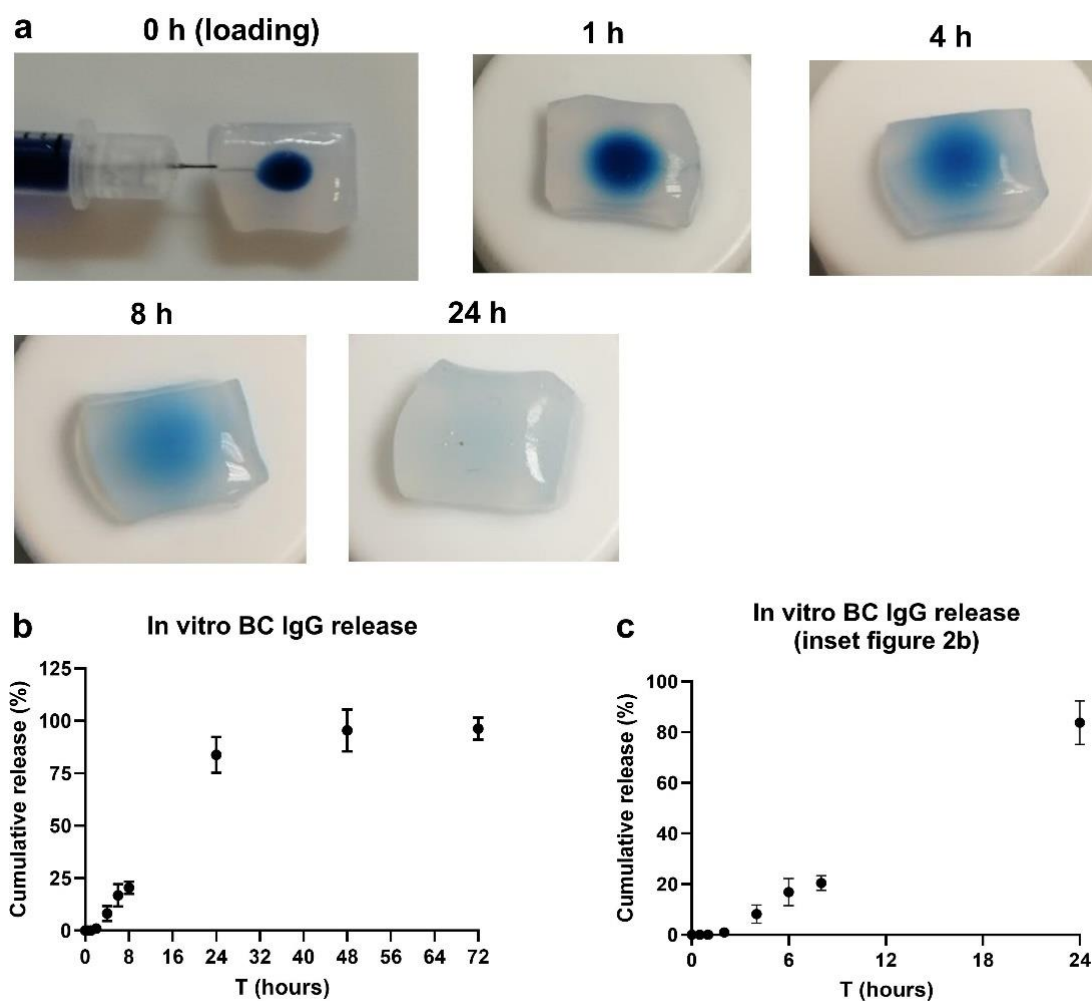 a
0 h (loading)
1 h
4 h
8 h
24 h
b
In vitro BC IgG release
Cumulative release (%)
125
100
75
50
25
0
0 8 16 24 32 40 48 56 64 72
T (hours)
c
In vitro BC IgG release
(inset figure 2b)
Cumulative release (%)
100
80
60
40
20
0
0 6 12 18 24
T (hours)